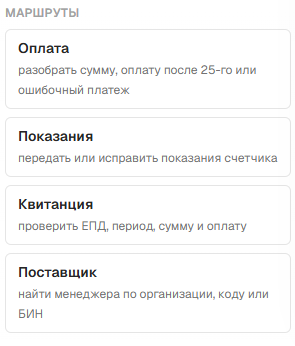 МАРШРУТЫ
Оплата
разобрать сумму, оплату после 25-го или
ошибочный платеж
Показания
передать или исправить показания счетчика
Квитанция
проверить ЕПД, период, сумму и оплату
Поставщик
найти менеджера по организации, коду или
БИН